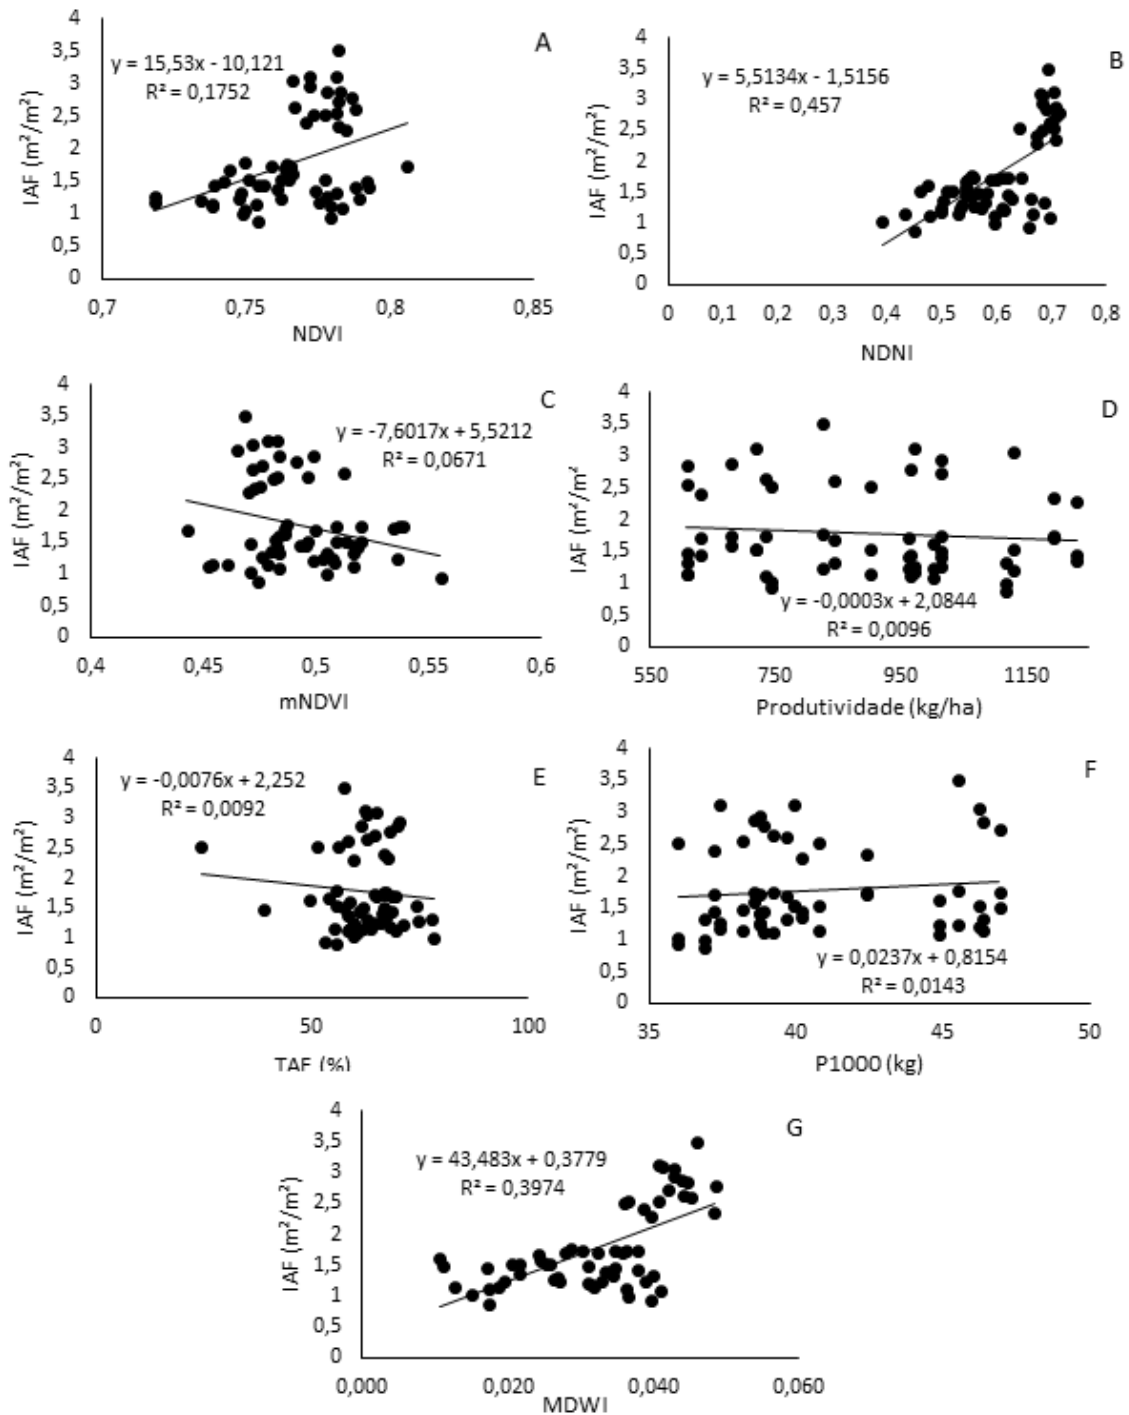 A
y = 15,53x - 10,121
R² = 0,1752
IAF (m²/m²)
4
3,5
3
2,5
2
1,5
1
0,5
0
0,7 0,75 0,8 0,85
NDVI
B
y = 5,5134x - 1,5156
R² = 0,457
IAF (m²/m²)
4
3,5
3
2,5
2
1,5
1
0,5
0
0 0,1 0,2 0,3 0,4 0,5 0,6 0,7 0,8
NDNI
C
y = -7,6017x + 5,5212
R² = 0,0671
IAF (m²/m²)
4
3,5
3
2,5
2
1,5
1
0,5
0
0,4 0,45 0,5 0,55 0,6
mNDVI
D
IAF (m²/m²
4
3,5
3
2,5
2
1,5
1
0,5
0
y = -0,0003x + 2,0844
R² = 0,0096
550 750 950 1150
Produtividade (kg/ha)
E
y = -0,0076x + 2,252
R² = 0,0092
IAF (m²/m²)
4
3,5
3
2,5
2
1,5
1
0,5
0
0 50 100
TAF (%)
F
IAF (m²/m²)
4
3,5
3
2,5
2
1,5
1
0,5
0
y = 0,0237x + 0,8154
R² = 0,0143
35 40 45 50
P1000 (kg)
G
y = 43,483x + 0,3779
R² = 0,3974
IAF (m²/m²)
4
3,5
3
2,5
2
1,5
1
0,5
0
0,000 0,020 0,040 0,060
MDWI